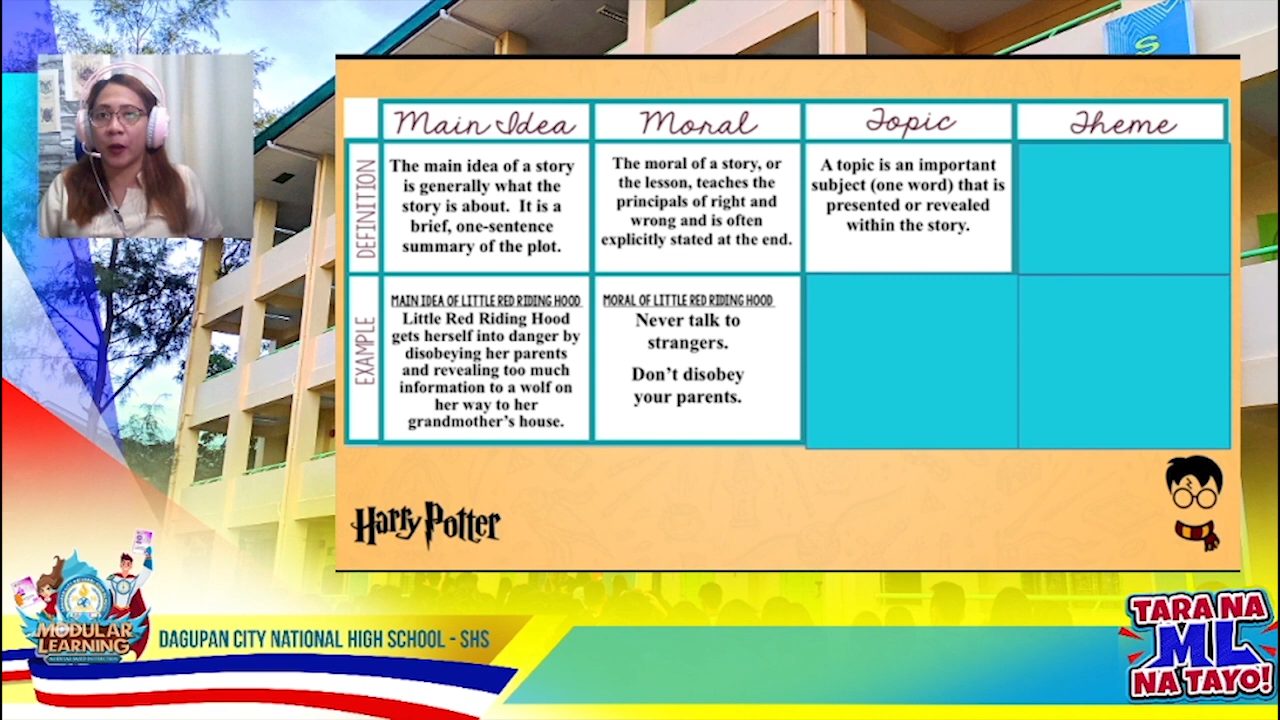 Main Idea
Moral
Topic
Theme
DEFINITION
The main idea of a story
is generally what the
story is about. It is a
brief, one-sentence
summary of the plot.
The moral of a story, or
the lesson, teaches the
principals of right and
wrong and is often
explicitly stated at the end.
A topic is an important
subject (one word) that is
presented or revealed
within the story.
EXAMPLE
MAIN IDEA OF LITTLE RED RIDING HOOD
Little Red Riding Hood
gets herself into danger by
disobeying her parents
and revealing too much
information to a wolf on
her way to her
grandmother's house.
MORAL OF LITTLE RED RIDING HOOD
Never talk to
strangers.
Don't disobey
your parents.
Harry Potter
MODULAR
LEARNING
DAGUPAN CITY NATIONAL HIGH SCHOOL - SHS
TARA NA
ML
NA TAYO!